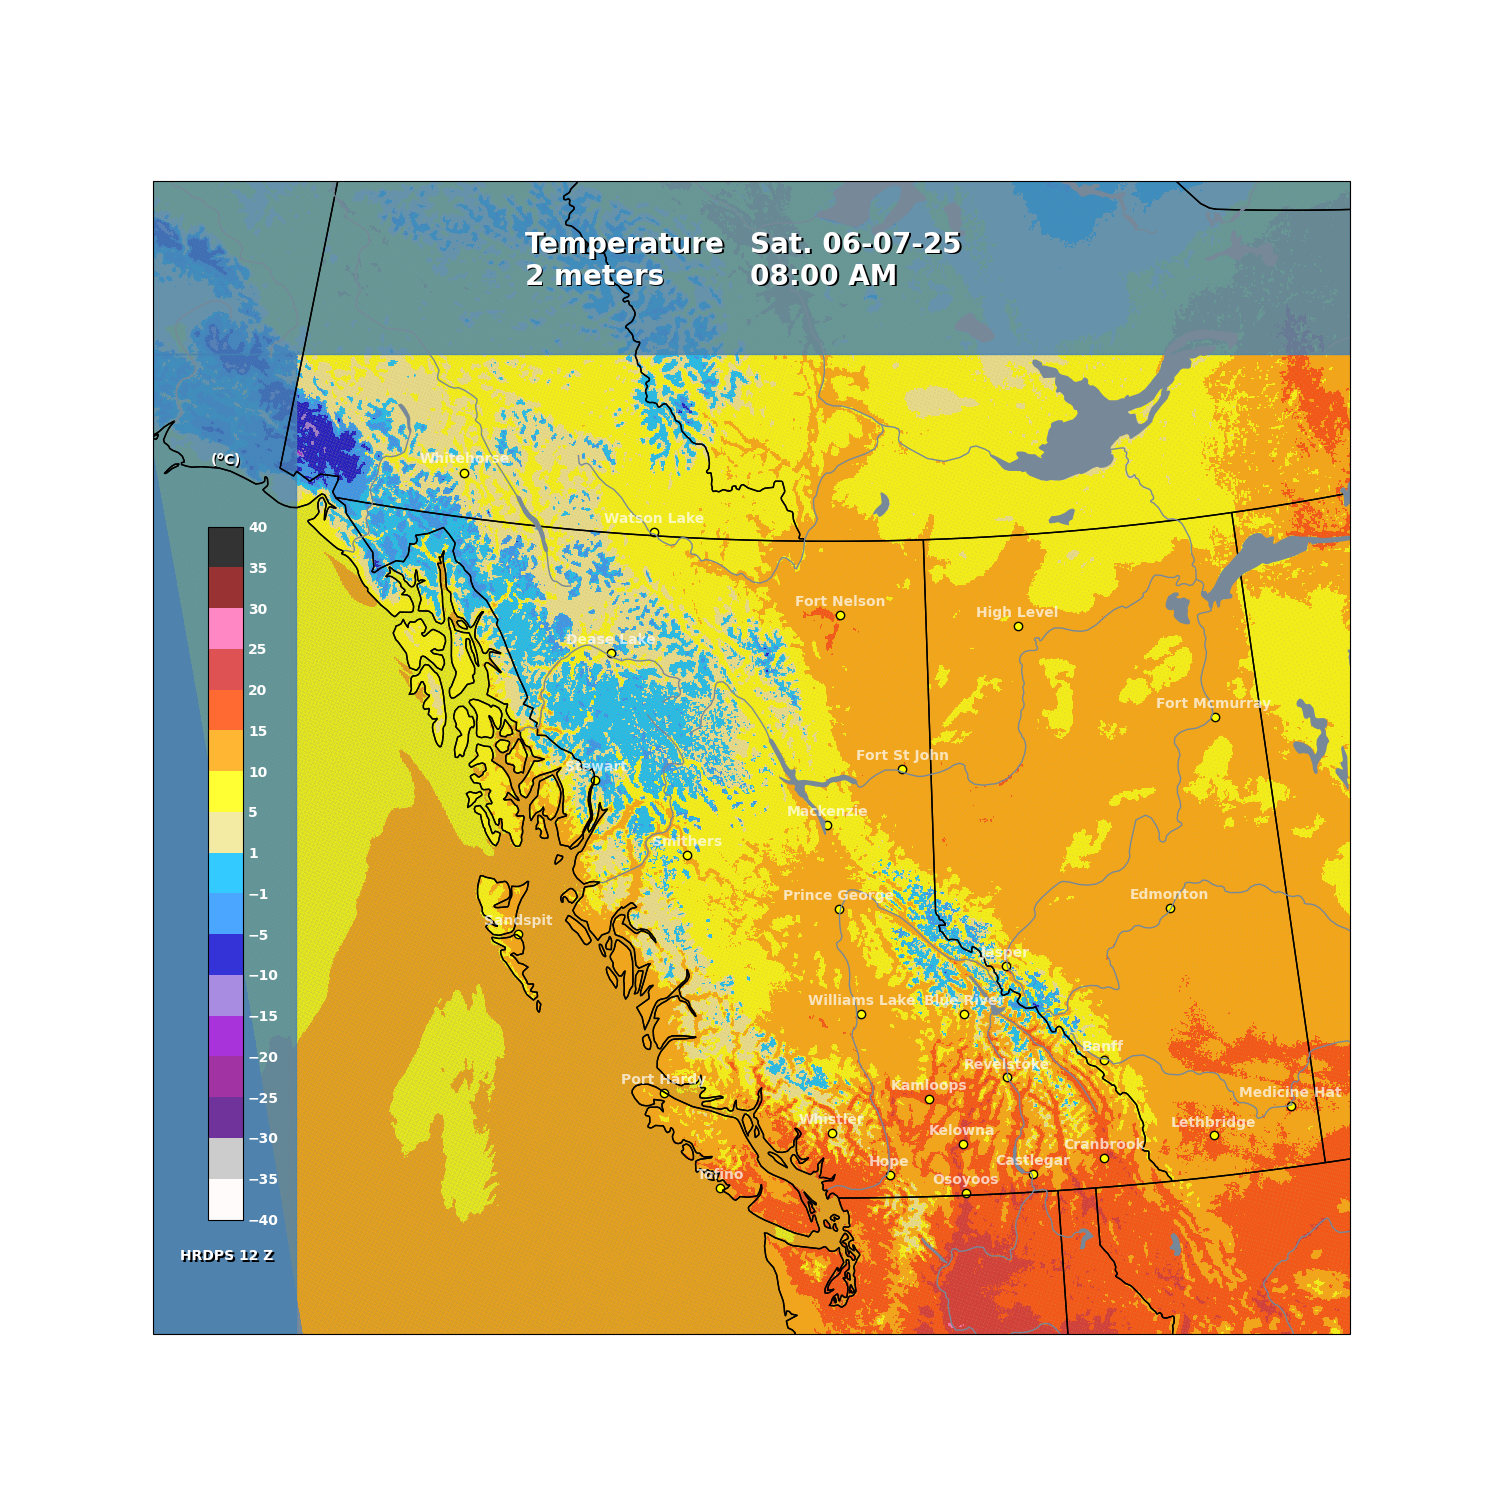 Temperature Sat. 06-07-25
2 meters 08:00 AM
(°C)
Whitehorse
Watson Lake
40
35
30
25
20
15
10
5
1
−1
−5
−10
−15
−20
−25
−30
−35
−40
Fort Nelson
High Level
Dease Lake
Fort Mcmurray
Fort St John
Stewart
Mackenzie
Smithers
Prince George
Edmonton
Sandspit
Jasper
Williams Lake
Blue River
Banff
Revelstoke
Port Hardy
Kamloops
Medicine Hat
Whistler
Lethbridge
Kelowna
Cranbrook
Hope
Castlegar
Tofino
Osoyoos
HRDPS 12 Z